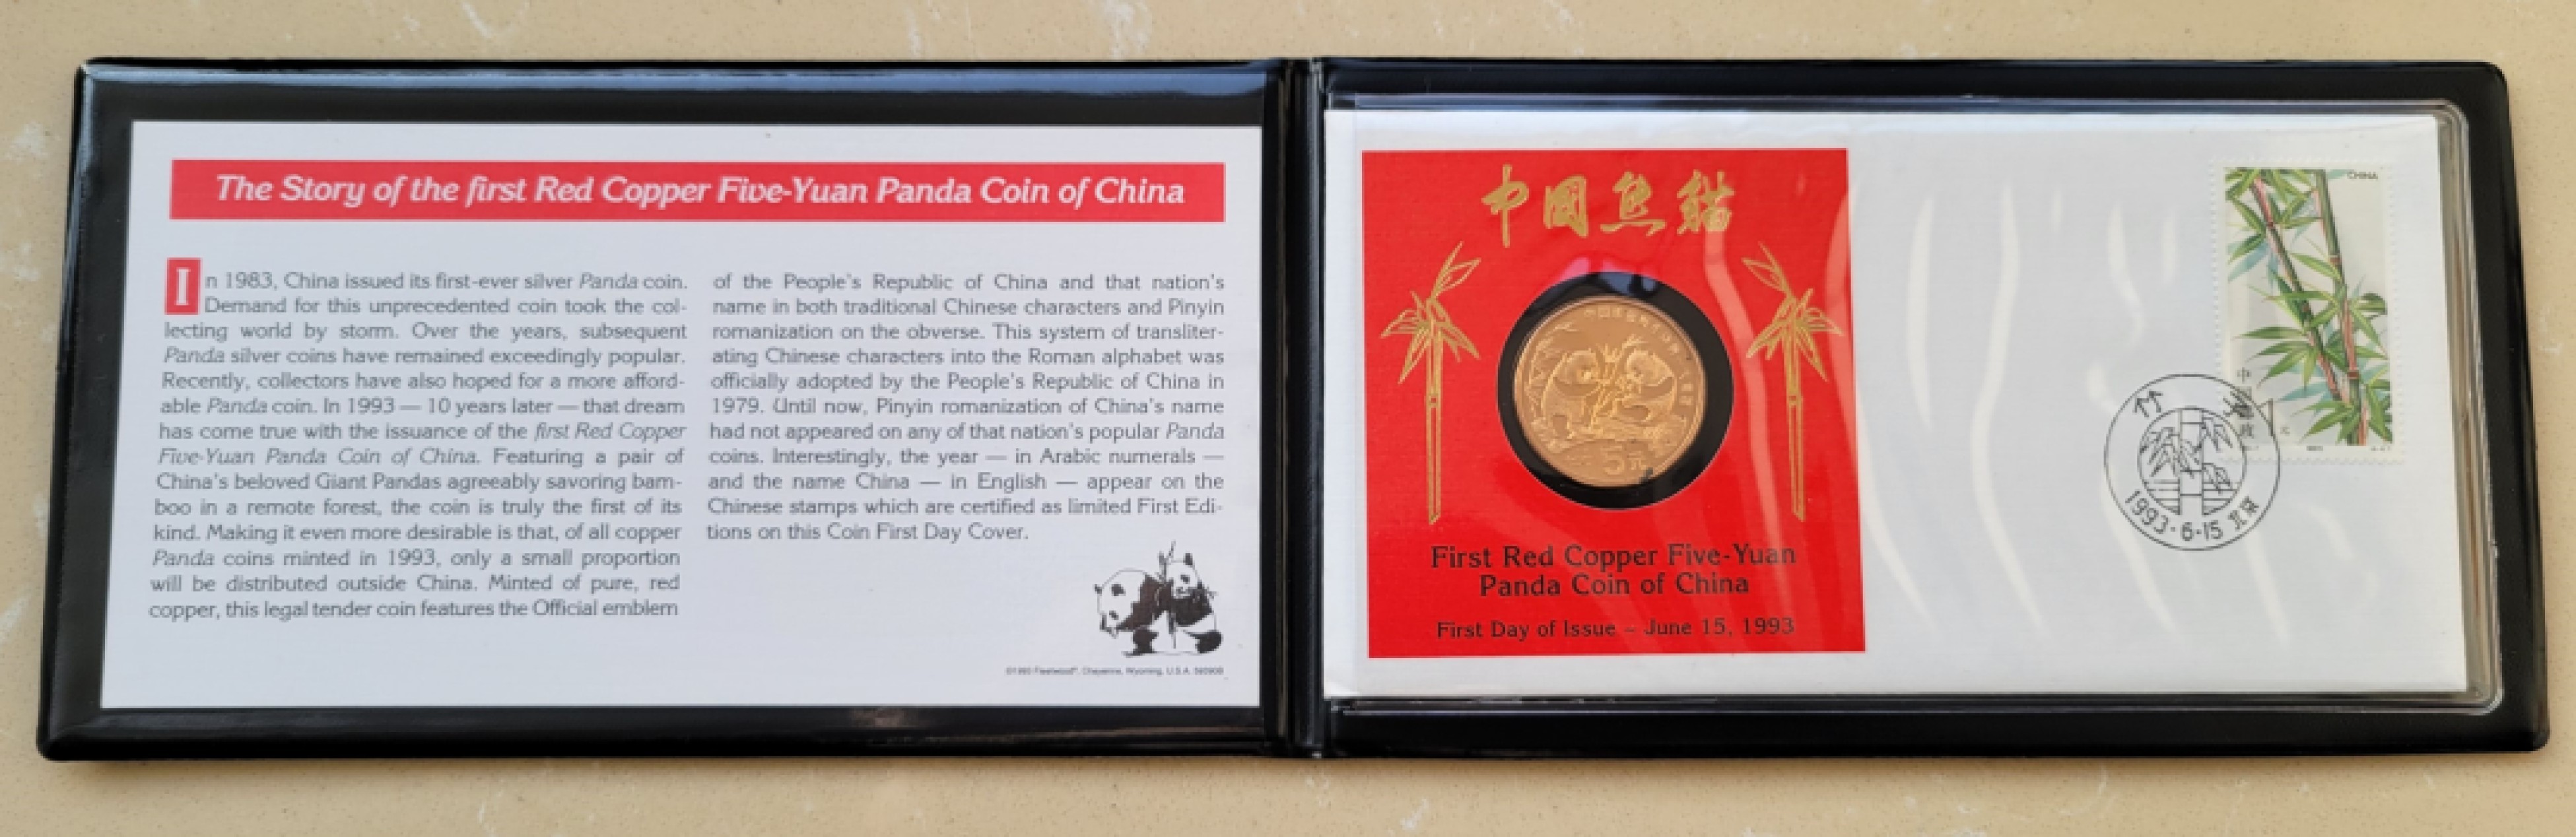 The Story of the first Red Copper Five-Yuan Panda Coin of China
In 1983, China issued its first-ever silver Panda coin.
Demand for this unprecedented coin took the col-
lecting world by storm. Over the years, subsequent
Panda silver coins have remained exceedingly popular.
Recently, collectors have also hoped for a more afford-
able Panda coin. In 1993 — 10 years later — that dream
has come true with the issuance of the first Red Copper
Five-Yuan Panda Coin of China. Featuring a pair of
China's beloved Giant Pandas agreeably savoring bam-
boo in a remote forest, the coin is truly the first of its
kind. Making it even more desirable is that, of all copper
Panda coins minted in 1993, only a small proportion
will be distributed outside China. Minted of pure, red
copper, this legal tender coin features the Official emblem
of the People's Republic of China and that nation's
name in both traditional Chinese characters and Pinyin
romanization on the obverse. This system of transliter-
ating Chinese characters into the Roman alphabet was
officially adopted by the People's Republic of China in
1979. Until now, Pinyin romanization of China's name
had not appeared on any of that nation's popular Panda
coins. Interestingly, the year — in Arabic numerals —
and the name China — in English — appear on the
Chinese stamps which are certified as limited First Edi-
tions on this Coin First Day Cover.
©1993 Fleetwood®, Cheyenne, Wyoming, U.S.A.
中國熊貓
5元
First Red Copper Five-Yuan
Panda Coin of China
First Day of Issue – June 15, 1993
CHINA
中国
政
竹
1993·6-15 北京